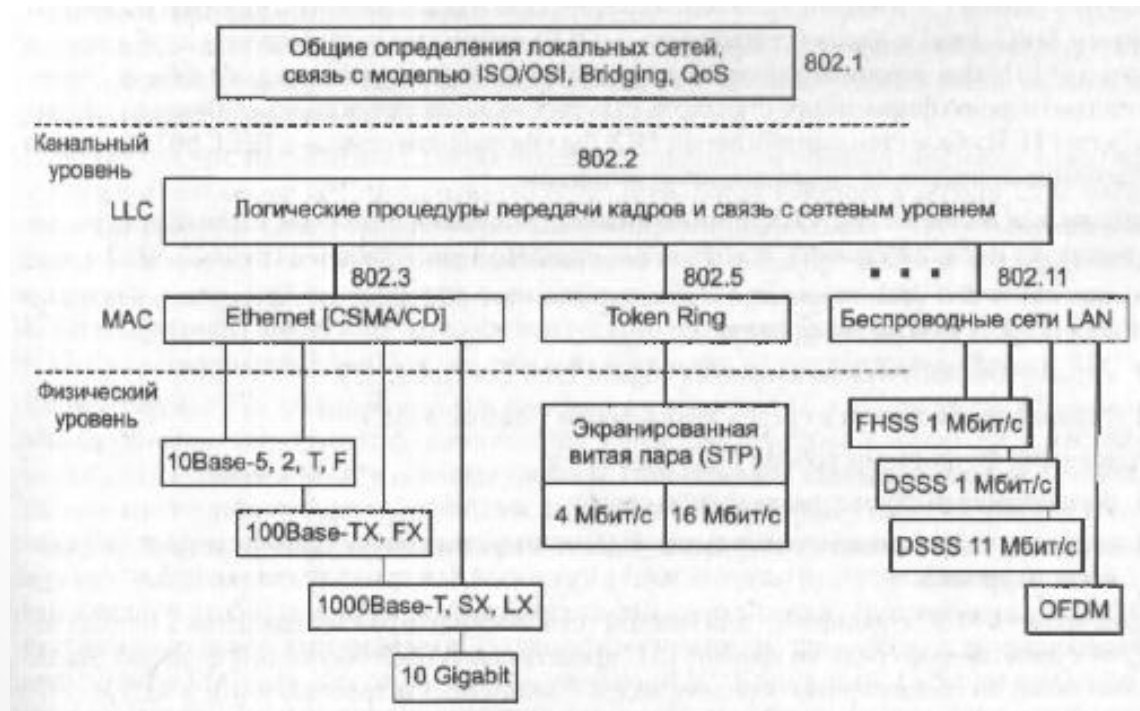 Общие определения локальных сетей,
связь с моделью ISO/OSI, Bridging, QoS
802.1
Канальный
уровень
802.2
LLC
Логические процедуры передачи кадров и связь с сетевым уровнем
802.3
802.5
. . .
802.11
MAC
Ethernet [CSMA/CD]
Token Ring
Беспроводные сети LAN
Физический
уровень
10Base-5, 2, T, F
100Base-TX, FX
1000Base-T, SX, LX
10 Gigabit
Экранированная
витая пара (STP)
4 Мбит/с 16 Мбит/с
FHSS 1 Мбит/с
DSSS 1 Мбит/с
DSSS 11 Мбит/с
OFDM